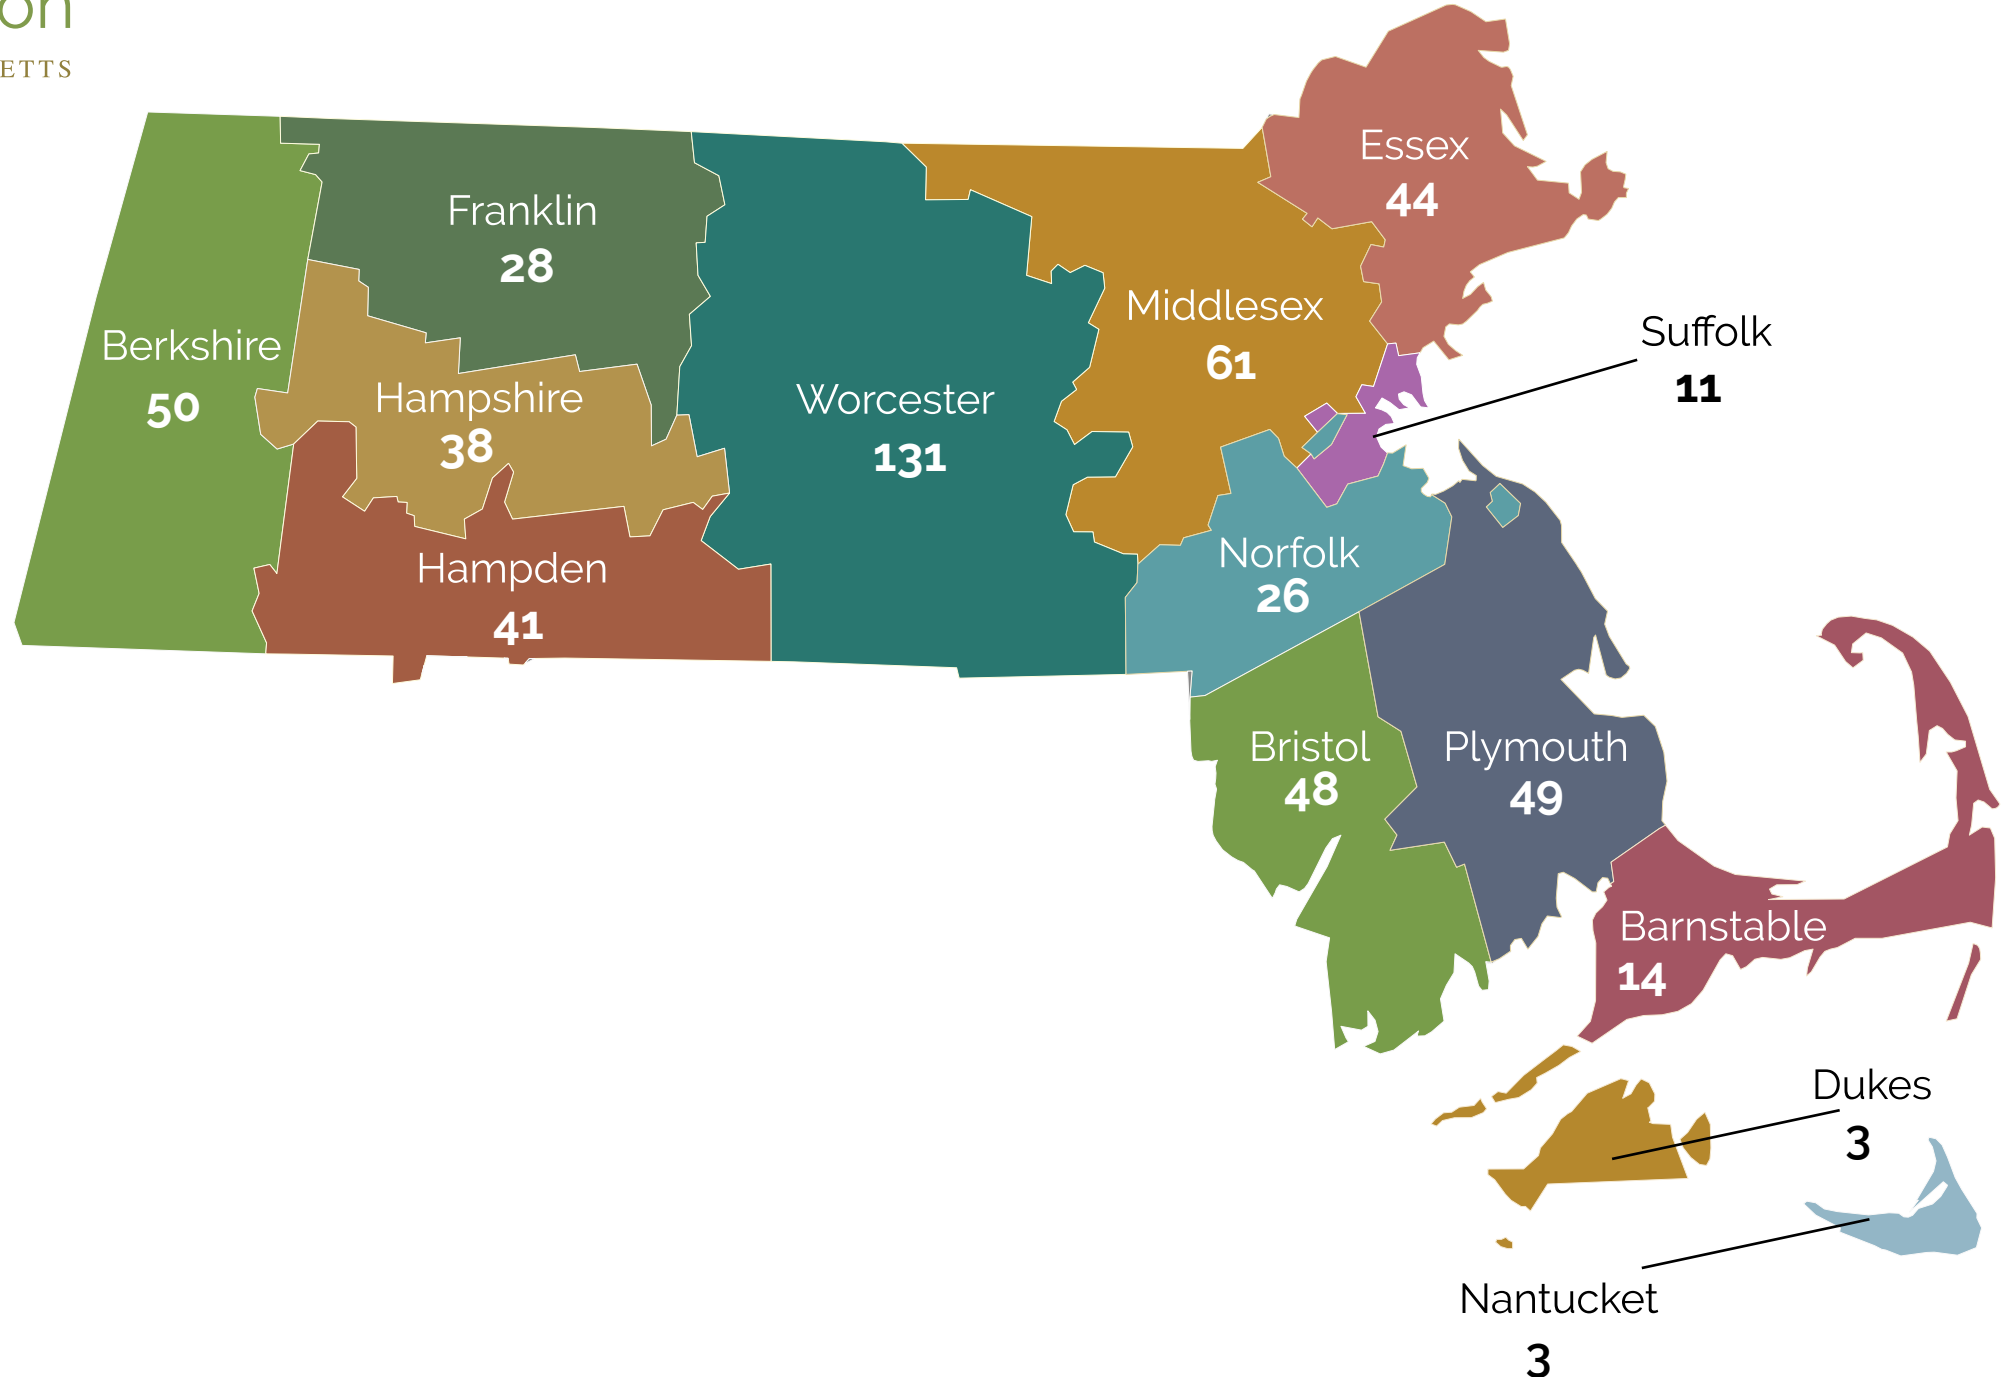 on
ETTS
Essex
44
Franklin
28
Middlesex
61
Suffolk
11
Berkshire
50
Hampshire
38
Worcester
131
Norfolk
26
Hampden
41
Bristol
48
Plymouth
49
Barnstable
14
Dukes
3
Nantucket
3